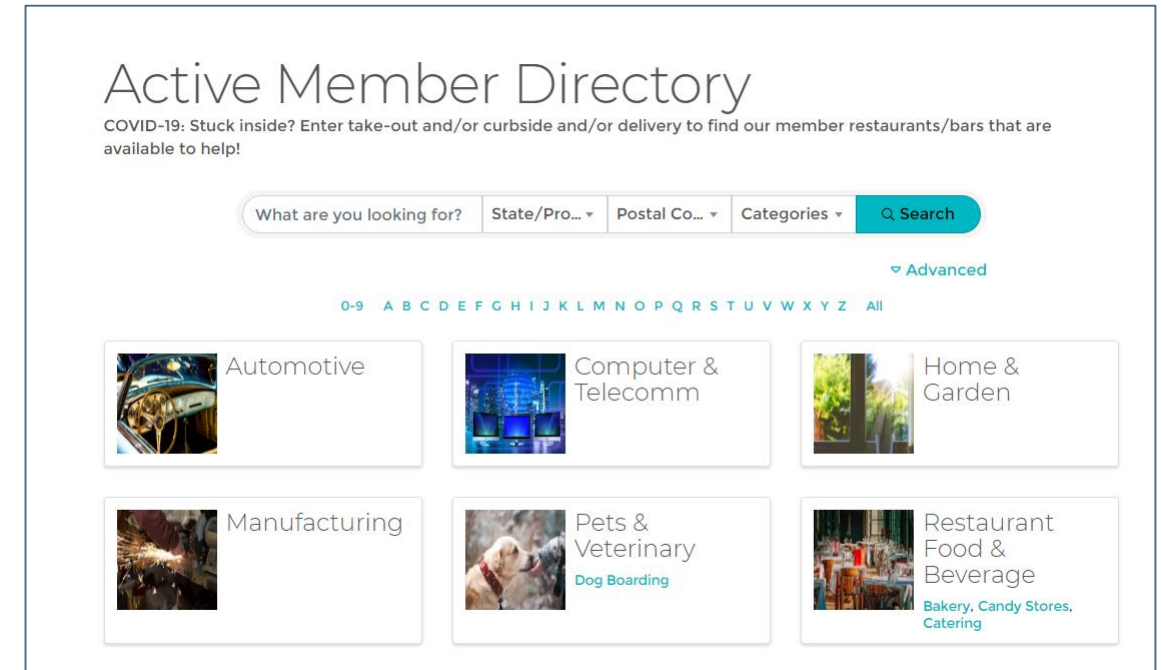 Active Member Directory
COVID-19: Stuck inside? Enter take-out and/or curbside and/or delivery to find our member restaurants/bars that are
available to help!
What are you looking for? State/Pro... Postal Co... Categories Search
Advanced
0-9 A B C D E F G H I J K L M N O P Q R S T U V W X Y Z All
Automotive
Computer &
Telecomm
Home &
Garden
Manufacturing
Pets &
Veterinary
Dog Boarding
Restaurant
Food &
Beverage
Bakery, Candy Stores,
Catering